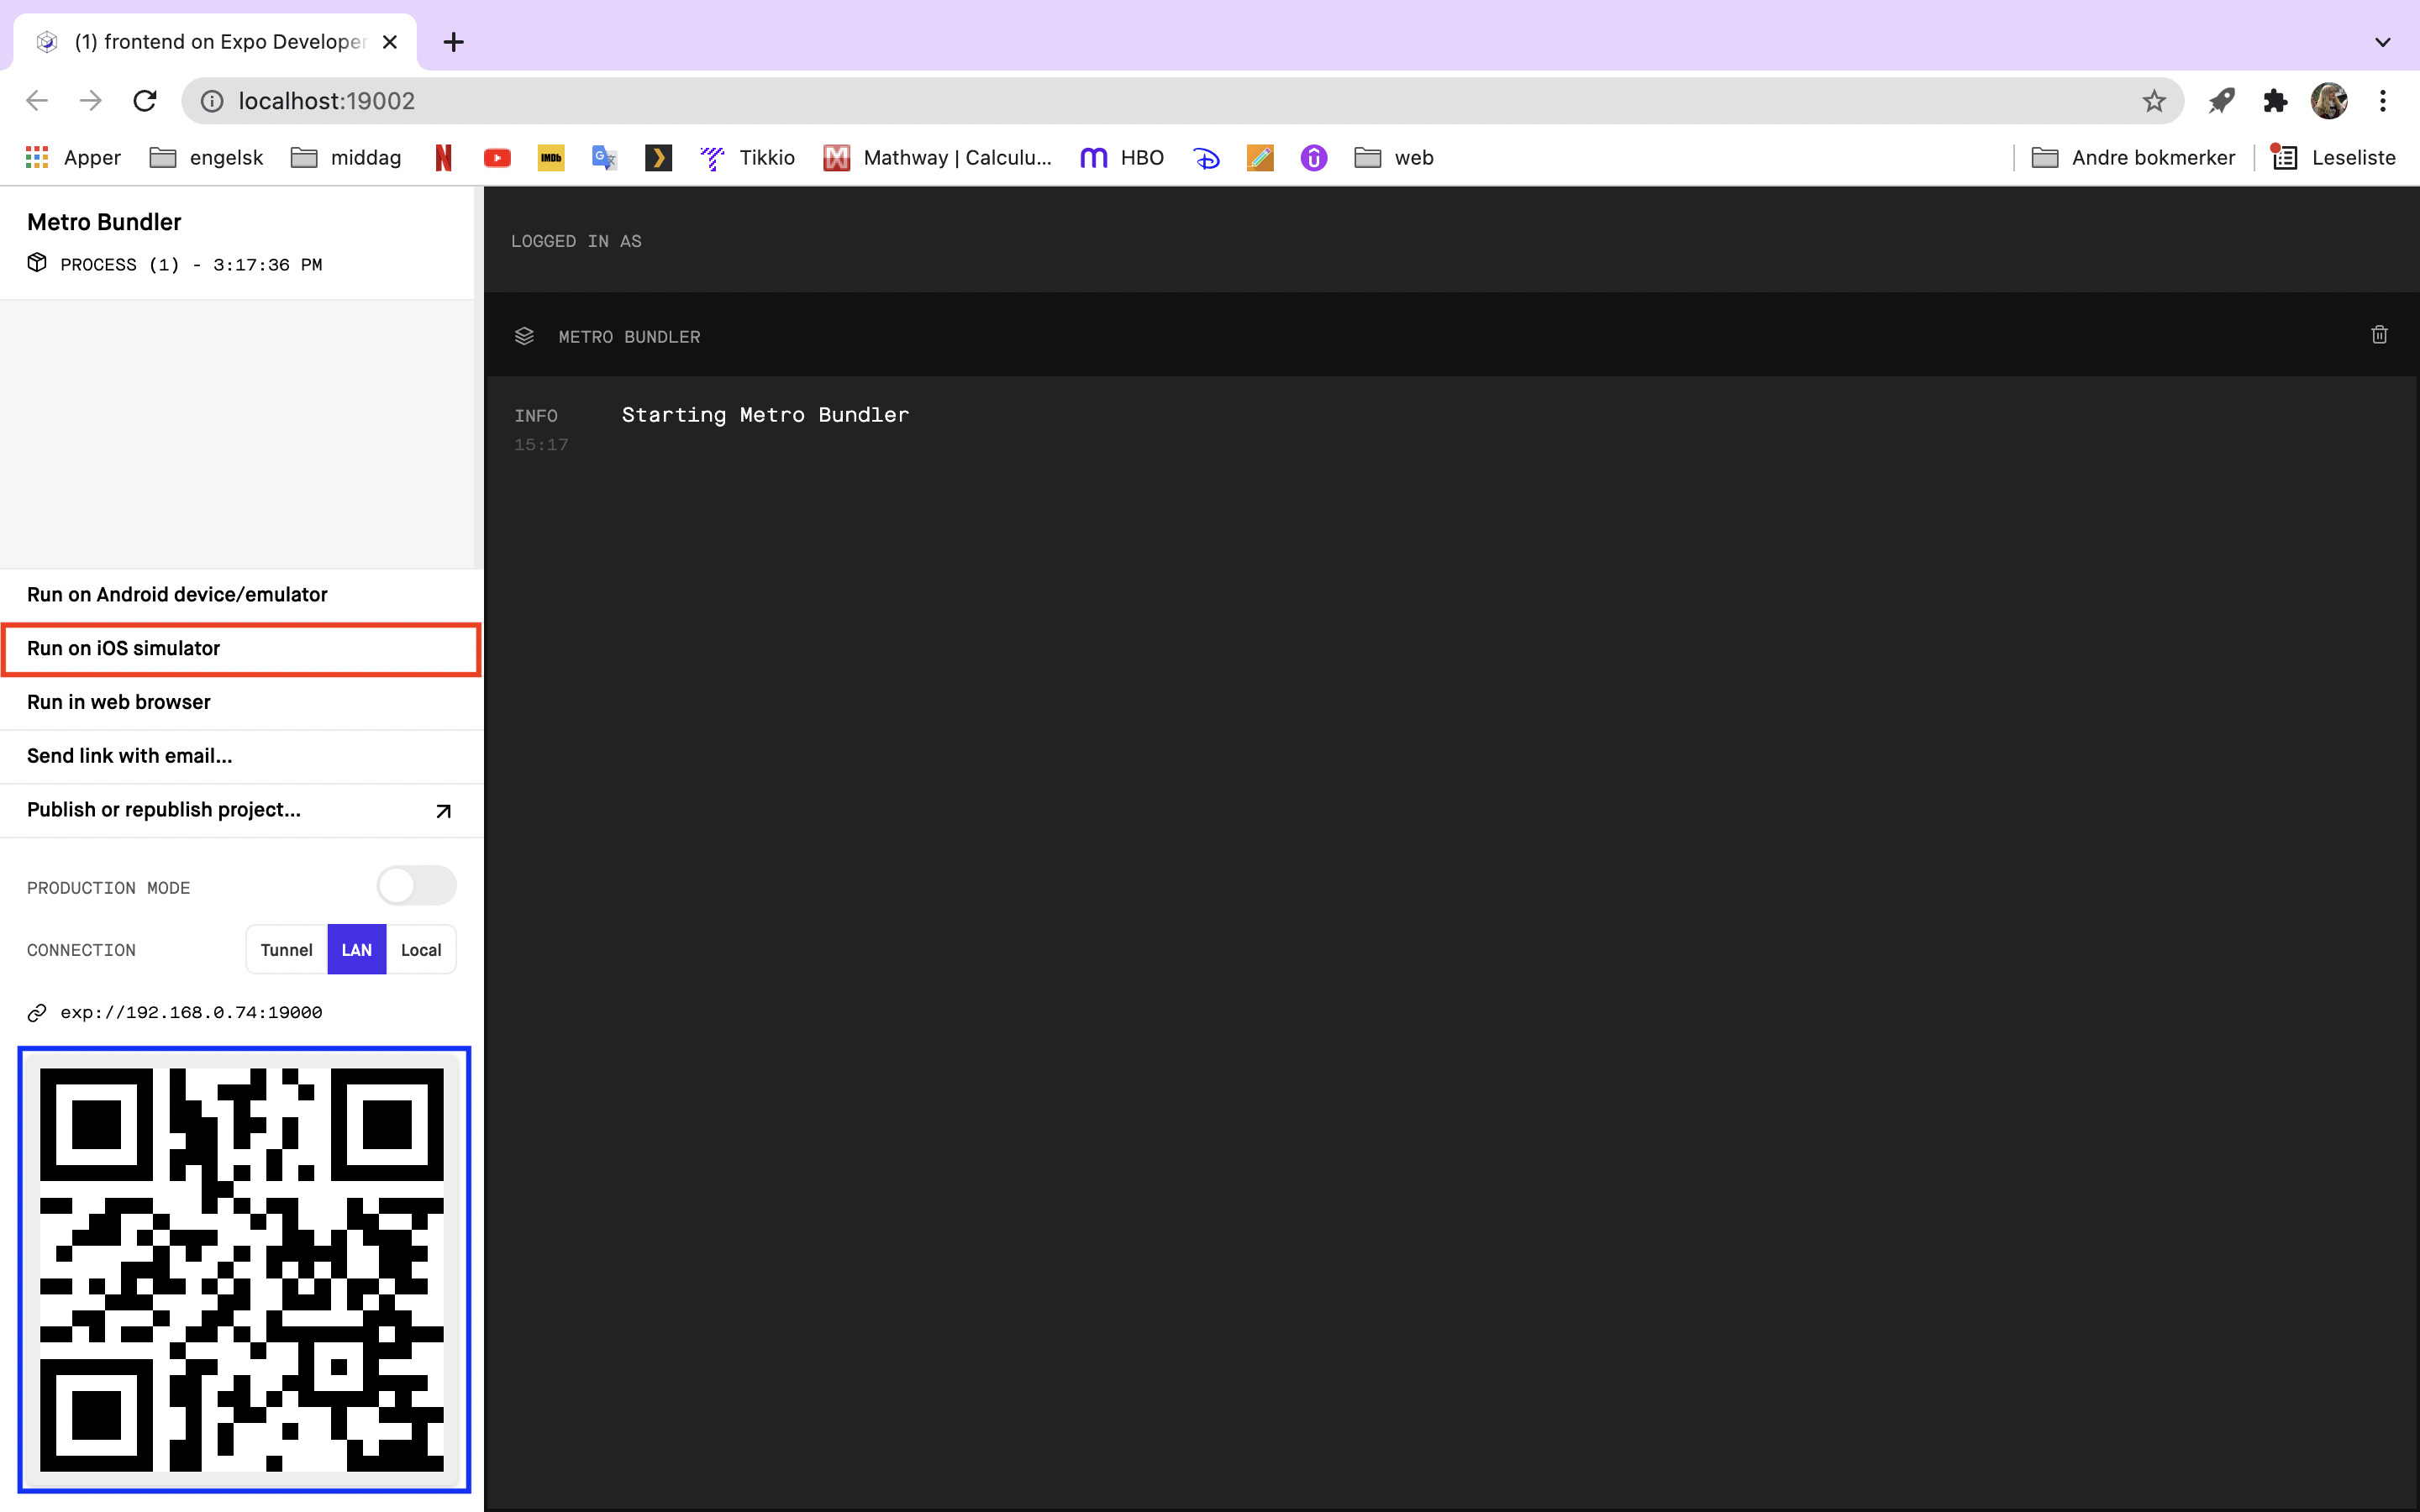 (1) frontend on Expo Developer
localhost:19002
Apper
engelsk
middag
IMDb
Tikkio
Mathway | Calculu...
HBO
web
Andre bokmerker
Leseliste
Metro Bundler
PROCESS (1) - 3:17:36 PM
LOGGED IN AS
METRO BUNDLER
INFO
Starting Metro Bundler
15:17
Run on Android device/emulator
Run on iOS simulator
Run in web browser
Send link with email...
Publish or republish project...
PRODUCTION MODE
CONNECTION
Tunnel
LAN
Local
exp://192.168.0.74:19000